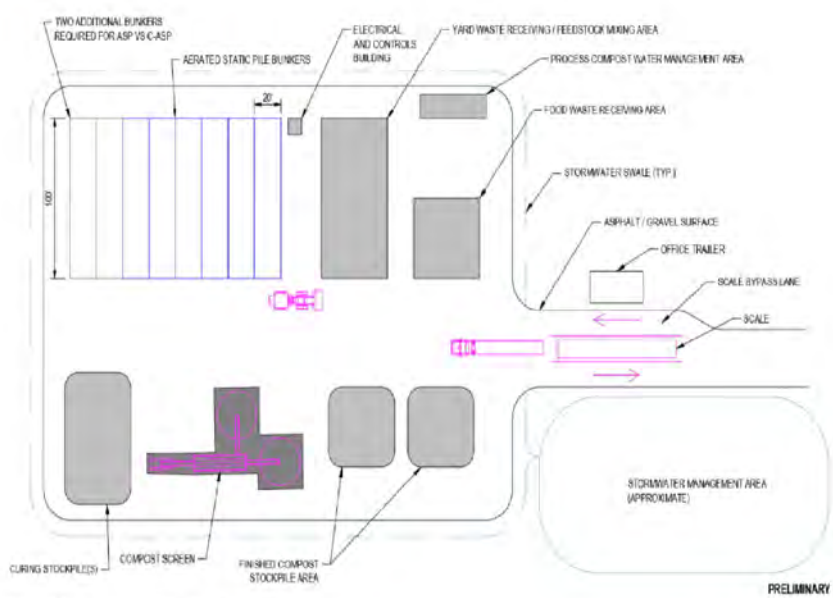 TWO ADDITIONAL BUNKERS
REQUIRED FOR ASP VS C-ASP
AERATED STATIC PILE BUNKERS
ELECTRICAL
AND CONTROLS
BUILDING
YARD WASTE RECEIVING / FEEDSTOCK MIXING AREA
PROCESS COMPOST WATER MANAGEMENT AREA
FOOD WASTE RECEIVING AREA
20'
100'
STORMWATER SWALE (TYP.)
ASPHALT / GRAVEL SURFACE
OFFICE TRAILER
SCALE BYPASS LANE
SCALE
STORMWATER MANAGEMENT AREA
(APPROXIMATE)
CURING STOCKPILE(S)
COMPOST SCREEN
FINISHED COMPOST
STOCKPILE AREA
PRELIMINARY